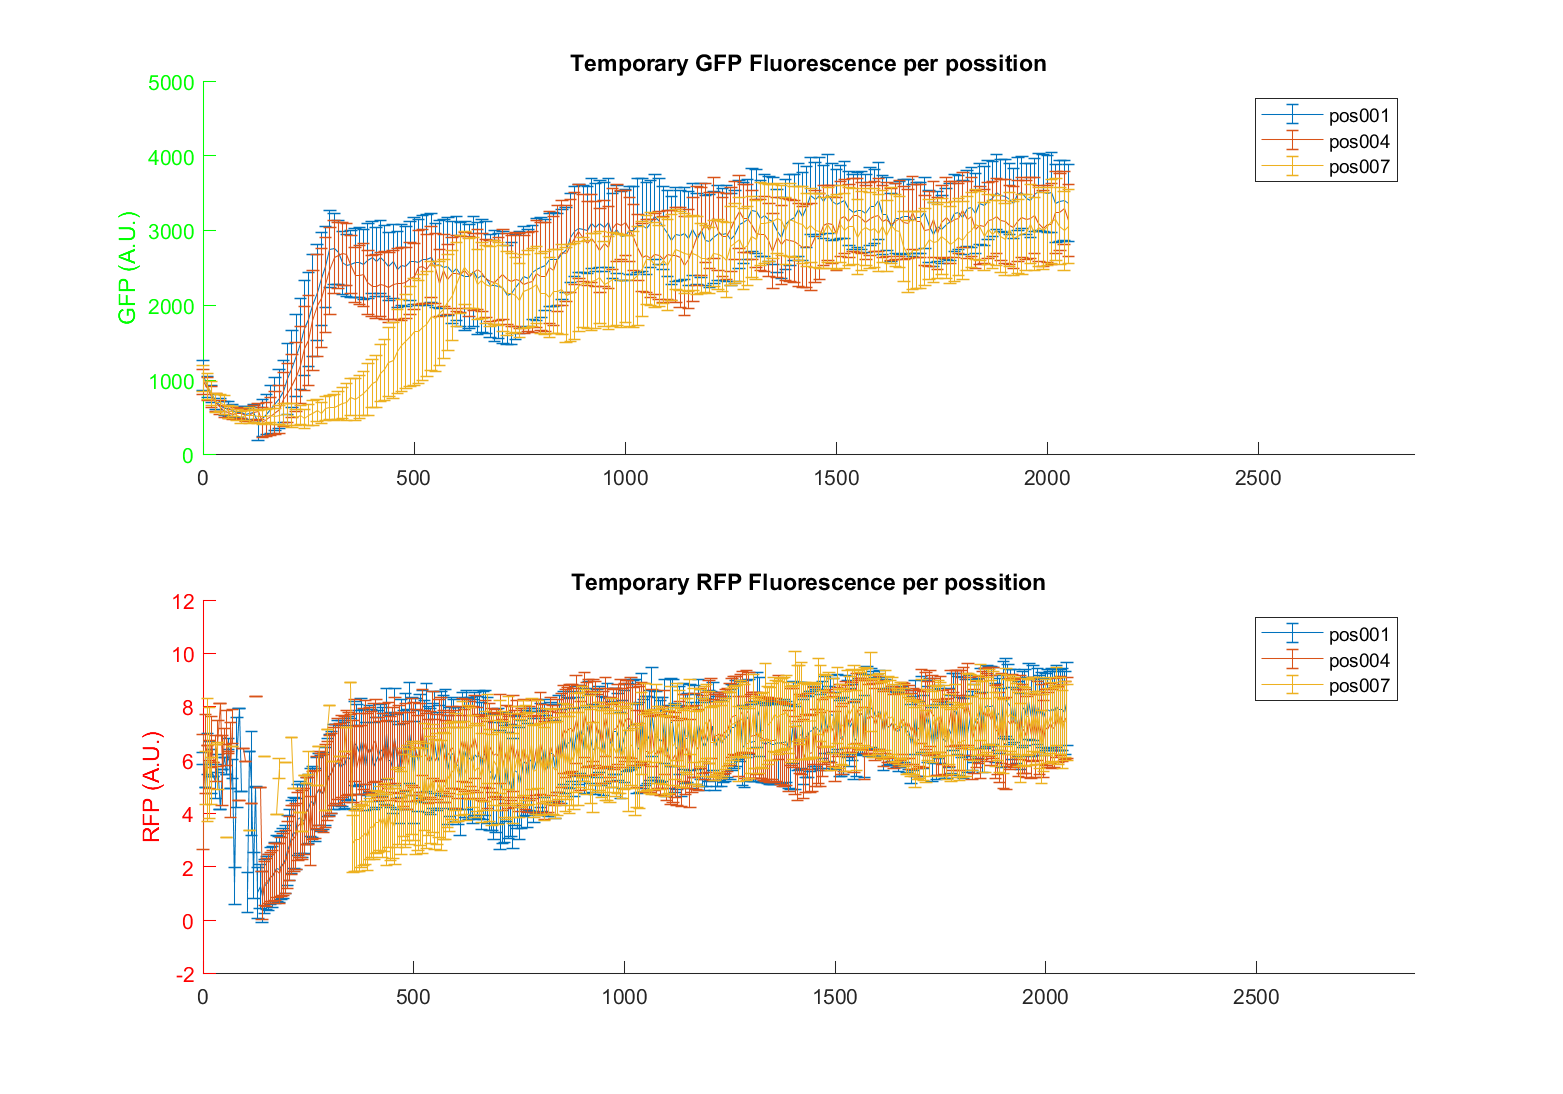 Temporary GFP Fluorescence per possition
GFP (A.U.)
5000
4000
3000
2000
1000
0
0 500 1000 1500 2000 2500
pos001
pos004
pos007
Temporary RFP Fluorescence per possition
RFP (A.U.)
12
10
8
6
4
2
0
-2
0 500 1000 1500 2000 2500
pos001
pos004
pos007